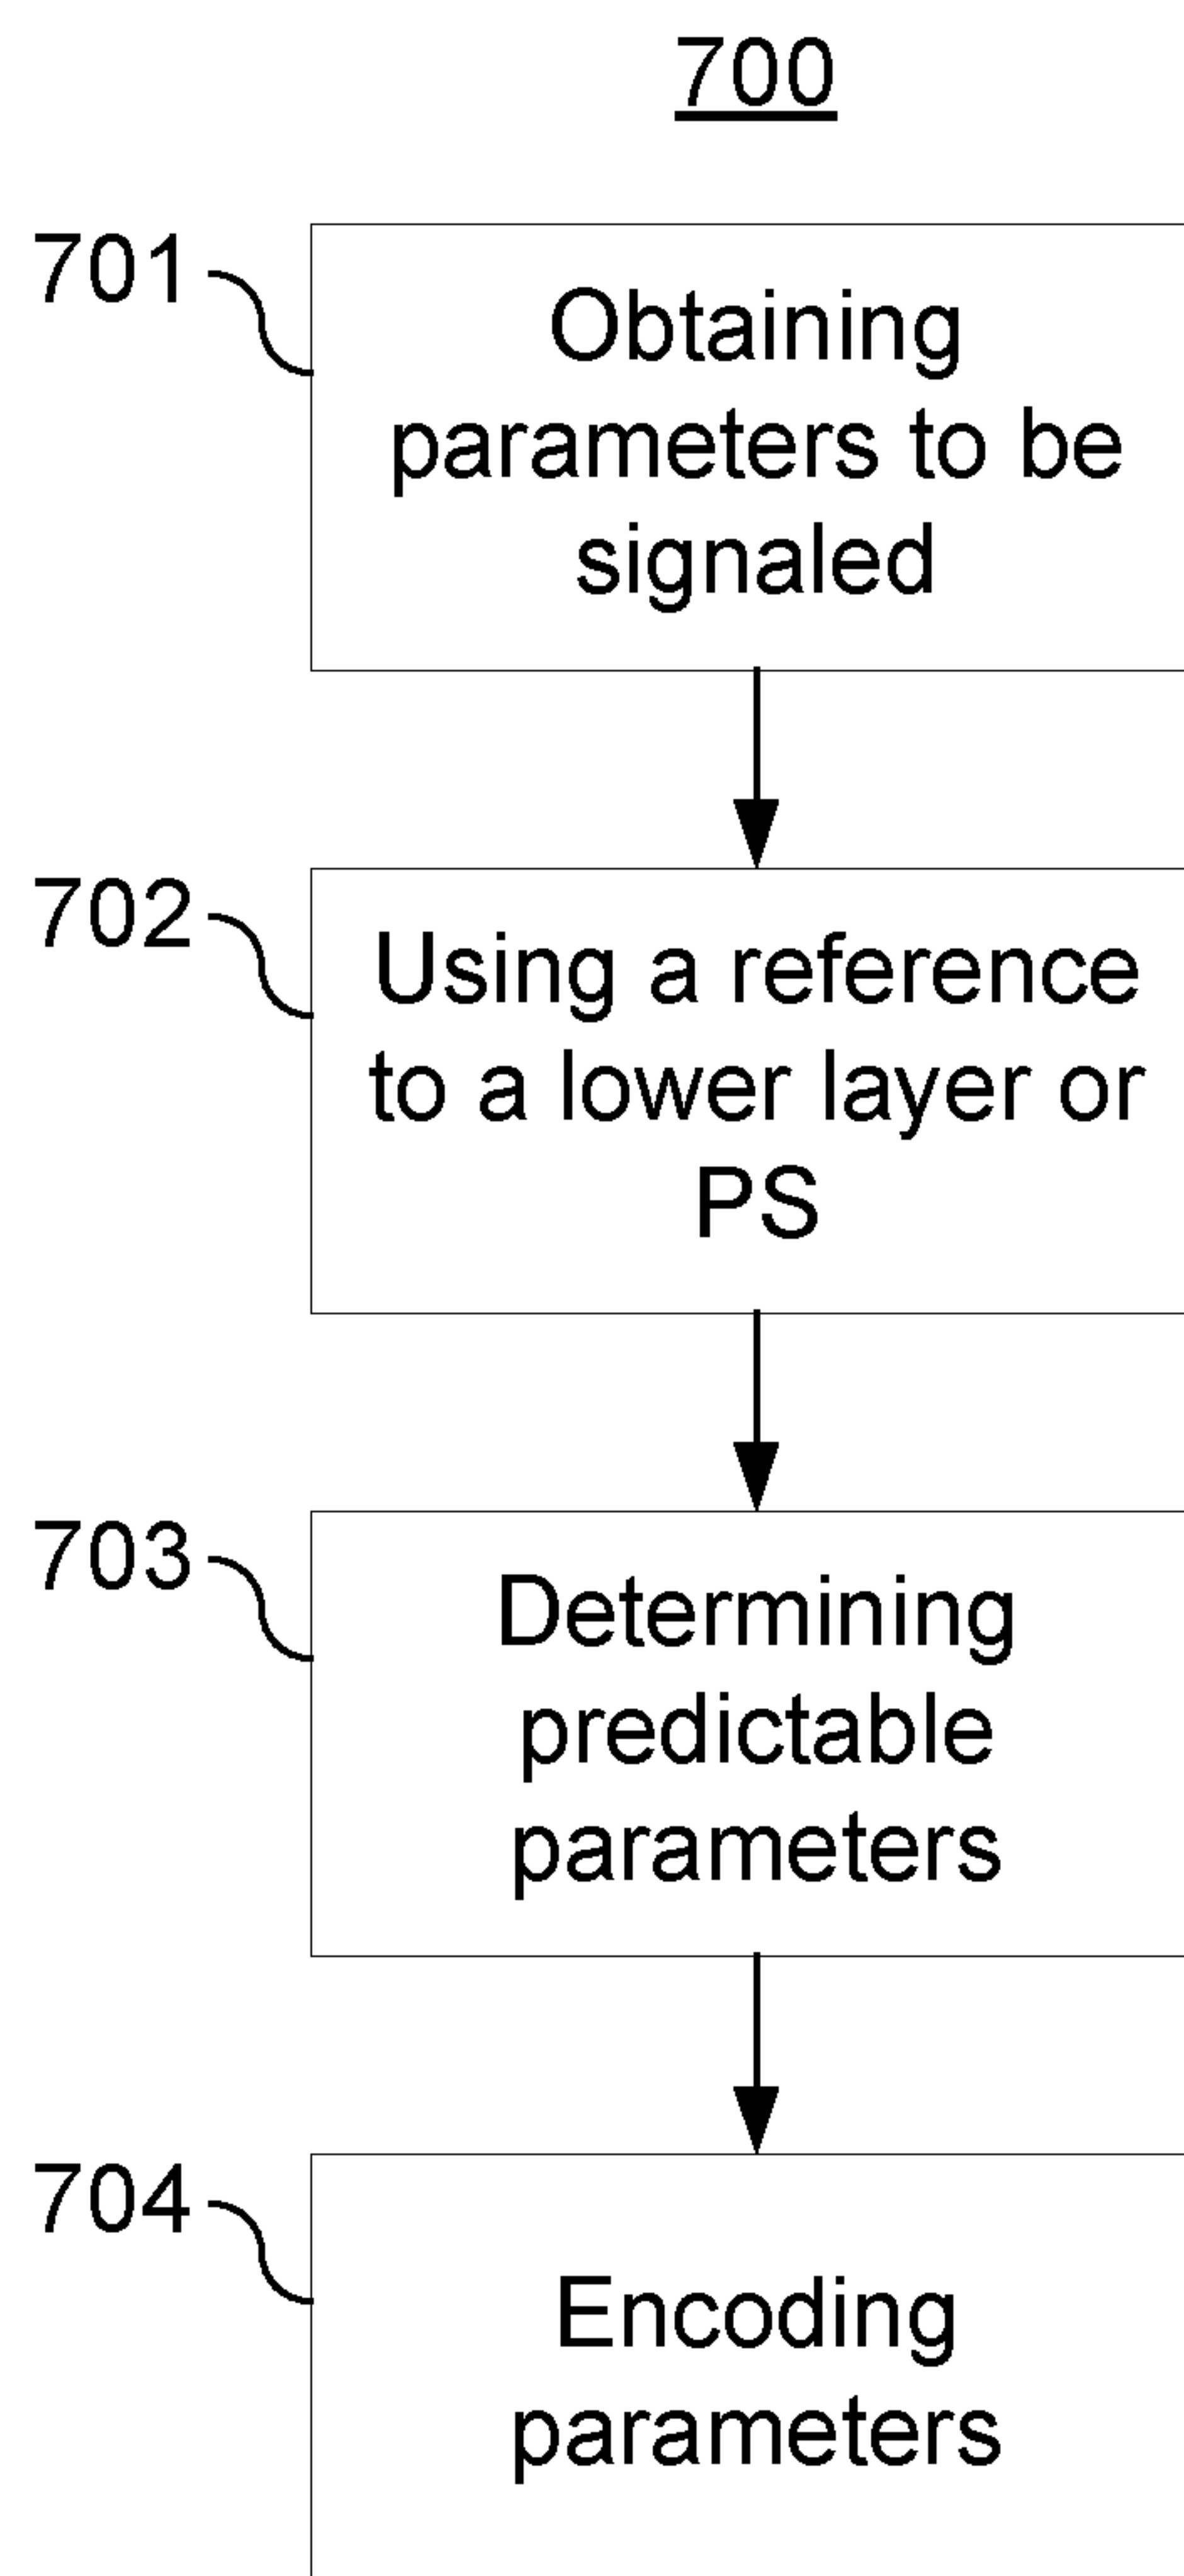 700
701
Obtaining
parameters to be
signaled
702
Using a reference
to a lower layer or
PS
703
Determining
predictable
parameters
704
Encoding
parameters